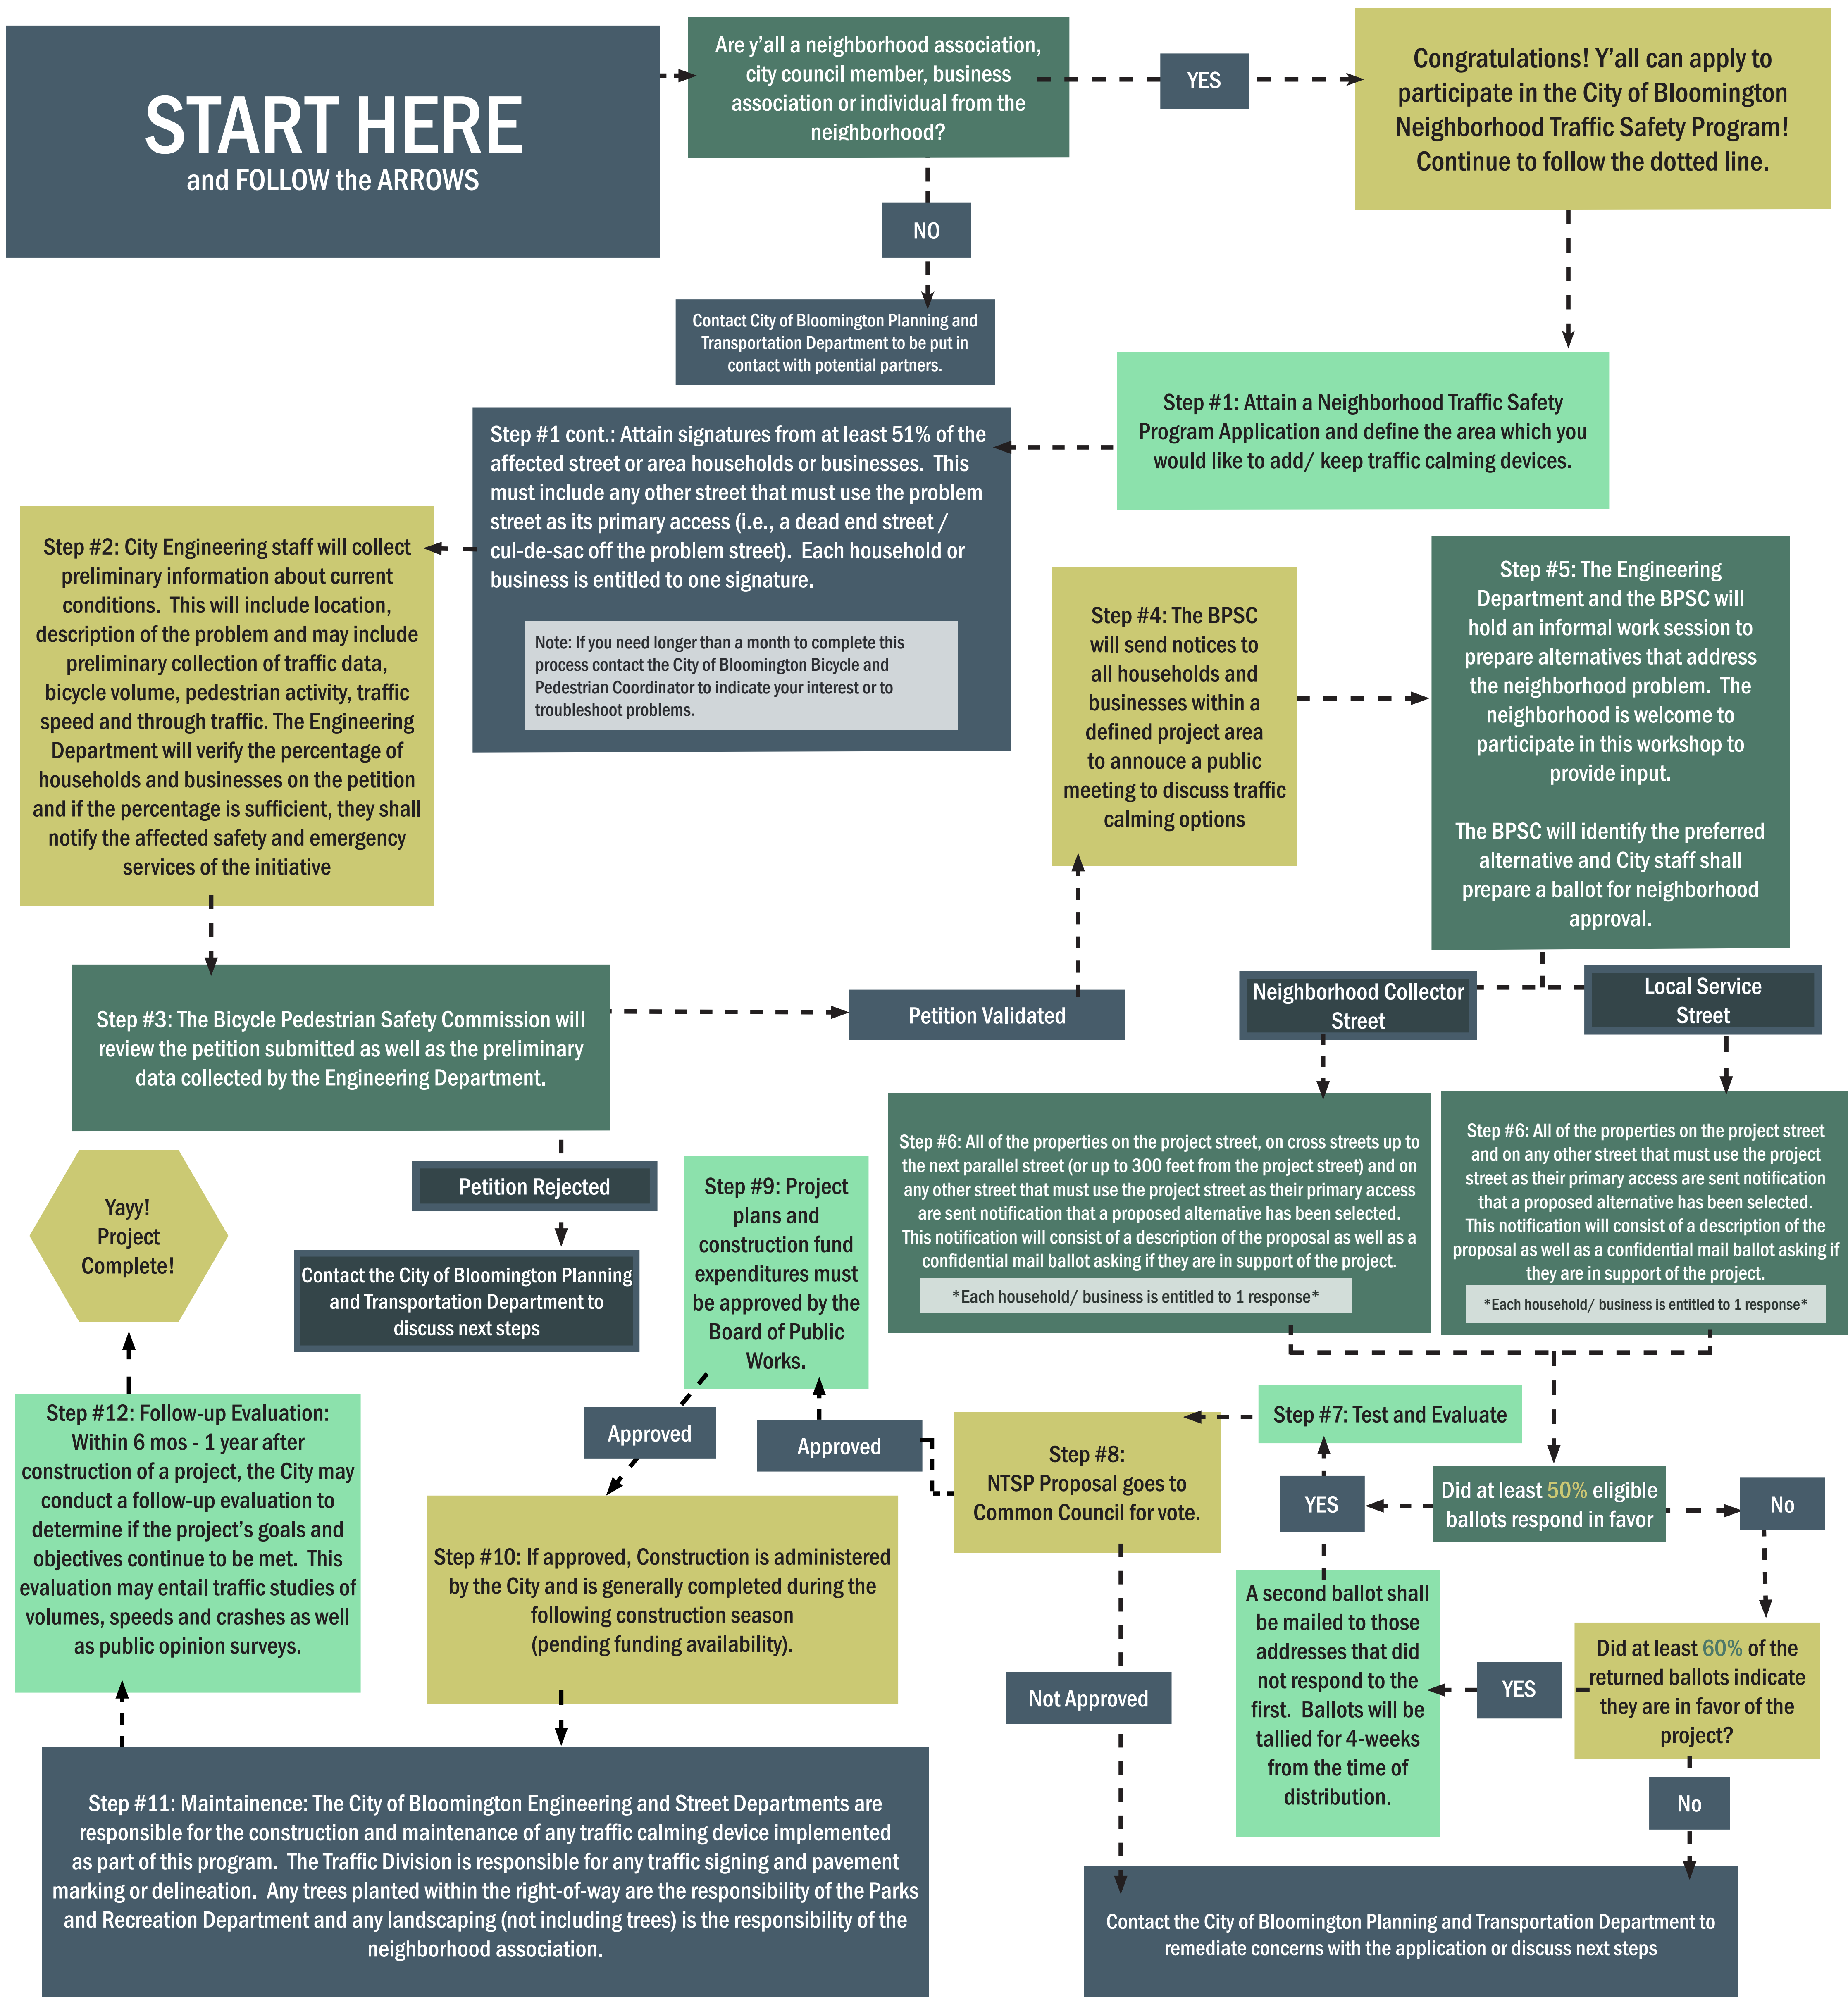 START HERE
and FOLLOW the ARROWS
Are y'all a neighborhood association,
city council member, business
association or individual from the
neighborhood?
YES
Congratulations! Y'all can apply to
participate in the City of Bloomington
Neighborhood Traffic Safety Program!
Continue to follow the dotted line.
NO
Contact City of Bloomington Planning and
Transportation Department to be put in
contact with potential partners.
Step #1: Attain a Neighborhood Traffic Safety
Program Application and define the area which you
would like to add/ keep traffic calming devices.
Step #1 cont.: Attain signatures from at least 51% of the
affected street or area households or businesses. This
must include any other street that must use the problem
street as its primary access (i.e., a dead end street /
cul-de-sac off the problem street). Each household or
business is entitled to one signature.
Note: If you need longer than a month to complete this
process contact the City of Bloomington Bicycle and
Pedestrian Coordinator to indicate your interest or to
troubleshoot problems.
Step #2: City Engineering staff will collect
preliminary information about current
conditions. This will include location,
description of the problem and may include
preliminary collection of traffic data,
bicycle volume, pedestrian activity, traffic
speed and through traffic. The Engineering
Department will verify the percentage of
households and businesses on the petition
and if the percentage is sufficient, they shall
notify the affected safety and emergency
services of the initiative
Step #3: The Bicycle Pedestrian Safety Commission will
review the petition submitted as well as the preliminary
data collected by the Engineering Department.
Petition Validated
Petition Rejected
Contact the City of Bloomington Planning
and Transportation Department to
discuss next steps
Step #4: The BPSC
will send notices to
all households and
businesses within a
defined project area
to annouce a public
meeting to discuss traffic
calming options
Step #5: The Engineering
Department and the BPSC will
hold an informal work session to
prepare alternatives that address
the neighborhood problem. The
neighborhood is welcome to
participate in this workshop to
provide input.
The BPSC will identify the preferred
alternative and City staff shall
prepare a ballot for neighborhood
approval.
Neighborhood Collector
Street
Local Service
Street
Step #6: All of the properties on the project street, on cross streets up to
the next parallel street (or up to 300 feet from the project street) and on
any other street that must use the project street as their primary access
are sent notification that a proposed alternative has been selected.
This notification will consist of a description of the proposal as well as a
confidential mail ballot asking if they are in support of the project.
*Each household/ business is entitled to 1 response*
Step #6: All of the properties on the project street
and on any other street that must use the project
street as their primary access are sent notification
that a proposed alternative has been selected.
This notification will consist of a description of the
proposal as well as a confidential mail ballot asking if
they are in support of the project.
*Each household/ business is entitled to 1 response*
Did at least 50% eligible
ballots respond in favor
YES
No
Did at least 60% of the
returned ballots indicate
they are in favor of the
project?
YES
No
A second ballot shall
be mailed to those
addresses that did
not respond to the
first. Ballots will be
tallied for 4-weeks
from the time of
distribution.
Step #7: Test and Evaluate
Step #8:
NTSP Proposal goes to
Common Council for vote.
Not Approved
Contact the City of Bloomington Planning and Transportation Department to
remediate concerns with the application or discuss next steps
Approved
Step #9: Project
plans and
construction fund
expenditures must
be approved by the
Board of Public
Works.
Approved
Step #10: If approved, Construction is administered
by the City and is generally completed during the
following construction season
(pending funding availability).
Step #11: Maintainence: The City of Bloomington Engineering and Street Departments are
responsible for the construction and maintenance of any traffic calming device implemented
as part of this program. The Traffic Division is responsible for any traffic signing and pavement
marking or delineation. Any trees planted within the right-of-way are the responsibility of the Parks
and Recreation Department and any landscaping (not including trees) is the responsibility of the
neighborhood association.
Step #12: Follow-up Evaluation:
Within 6 mos - 1 year after
construction of a project, the City may
conduct a follow-up evaluation to
determine if the project's goals and
objectives continue to be met. This
evaluation may entail traffic studies of
volumes, speeds and crashes as well
as public opinion surveys.
Yayy!
Project
Complete!